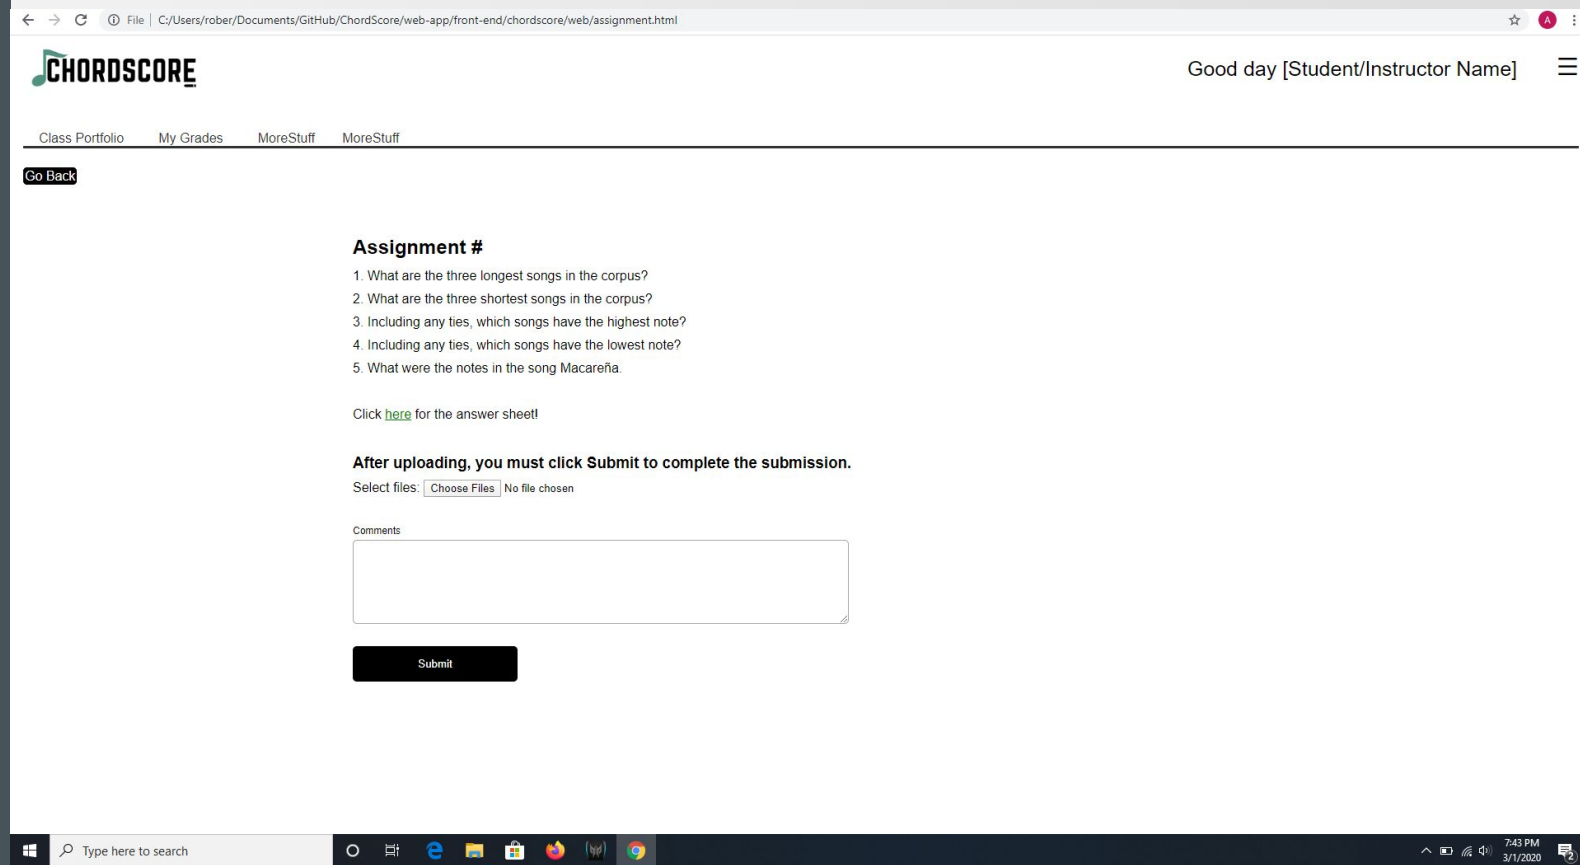 File C:/Users/rober/Documents/GitHub/ChordScore/web-app/front-end/chordscore/web/assignment.html
A
CHORDSCORE
Good day [Student/Instructor Name]
Class Portfolio My Grades MoreStuff MoreStuff
Go Back
Assignment #
1. What are the three longest songs in the corpus?
2. What are the three shortest songs in the corpus?
3. Including any ties, which songs have the highest note?
4. Including any ties, which songs have the lowest note?
5. What were the notes in the song Macareña.
Click here for the answer sheet!
After uploading, you must click Submit to complete the submission.
Select files: Choose Files No file chosen
Comments
Submit
Type here to search
7:43 PM
3/1/2020
2